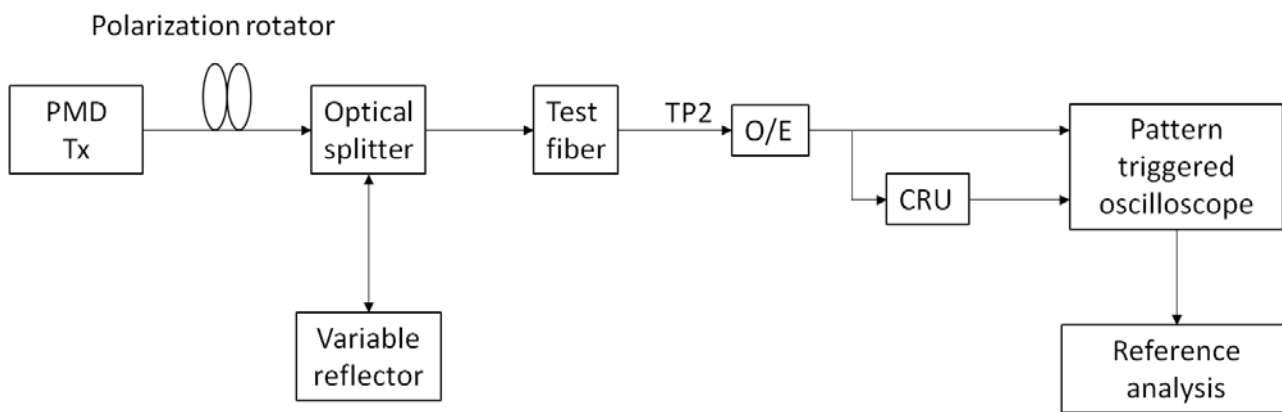 Polarization rotator
PMD
Tx
Optical
splitter
Test
fiber
TP2
O/E
CRU
Pattern
triggered
oscilloscope
Variable
reflector
Reference
analysis